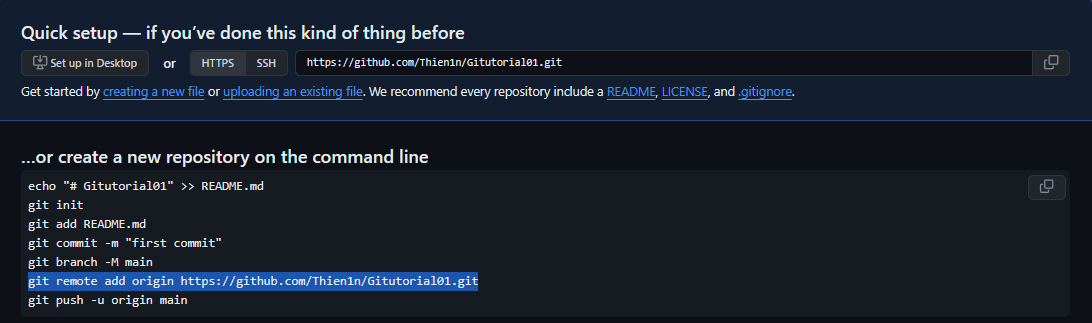 Quick setup — if you’ve done this kind of thing before
Set up in Desktop or HTTPS SSH https://github.com/Thien1n/Gitutorial01.git
Get started by creating a new file or uploading an existing file. We recommend every repository include a README, LICENSE, and .gitignore.
…or create a new repository on the command line
echo "# Gitutorial01" >> README.md
git init
git add README.md
git commit -m "first commit"
git branch -M main
git remote add origin https://github.com/Thien1n/Gitutorial01.git
git push -u origin main